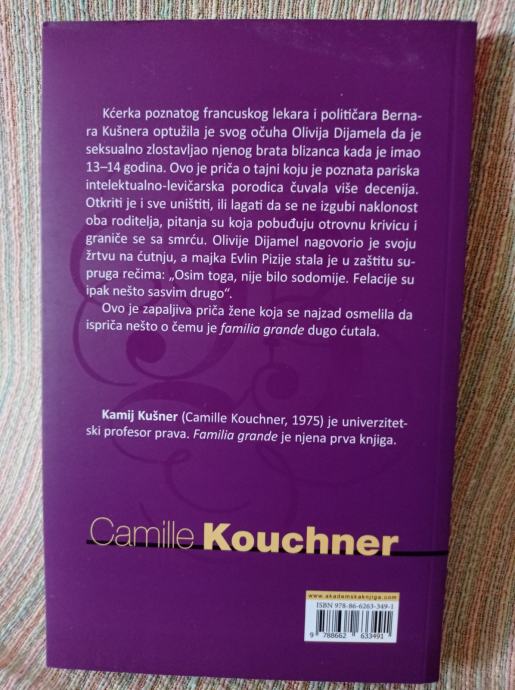 Kćerka poznatog francuskog lekara i političara Berna-
ra Kušnera optužila je svog očuha Olivija Dijamela da je
seksualno zlostavljao njenog brata blizanca kada je imao
13–14 godina. Ovo je priča o tajni koju je poznata pariska
intelektualno-levičarska porodica čuvala više decenija.
Otkriti je i sve uništiti, ili lagati da se ne izgubi naklonost
oba roditelja, pitanja su koja pobuđuju otrovnu krivicu i
graniče se sa smrću. Olivije Dijamel nagovorio je svoju
žrtvu na ćutnju, a majka Evlin Pizije stala je u zaštitu su-
pruga rečima: „Osim toga, nije bilo sodomije. Felacije su
ipak nešto sasvim drugo“.
Ovo je zapaljiva priča žene koja se najzad osmelila da
ispriča nešto o čemu je familia grande dugo ćutala.
Kamij Kušner (Camille Kouchner, 1975) je univerzitet-
ski profesor prava. Familia grande je njena prva knjiga.
Camille Kouchner
www.akademskaknjiga.com
ISBN 978-86-6263-349-1
9 788662 633491